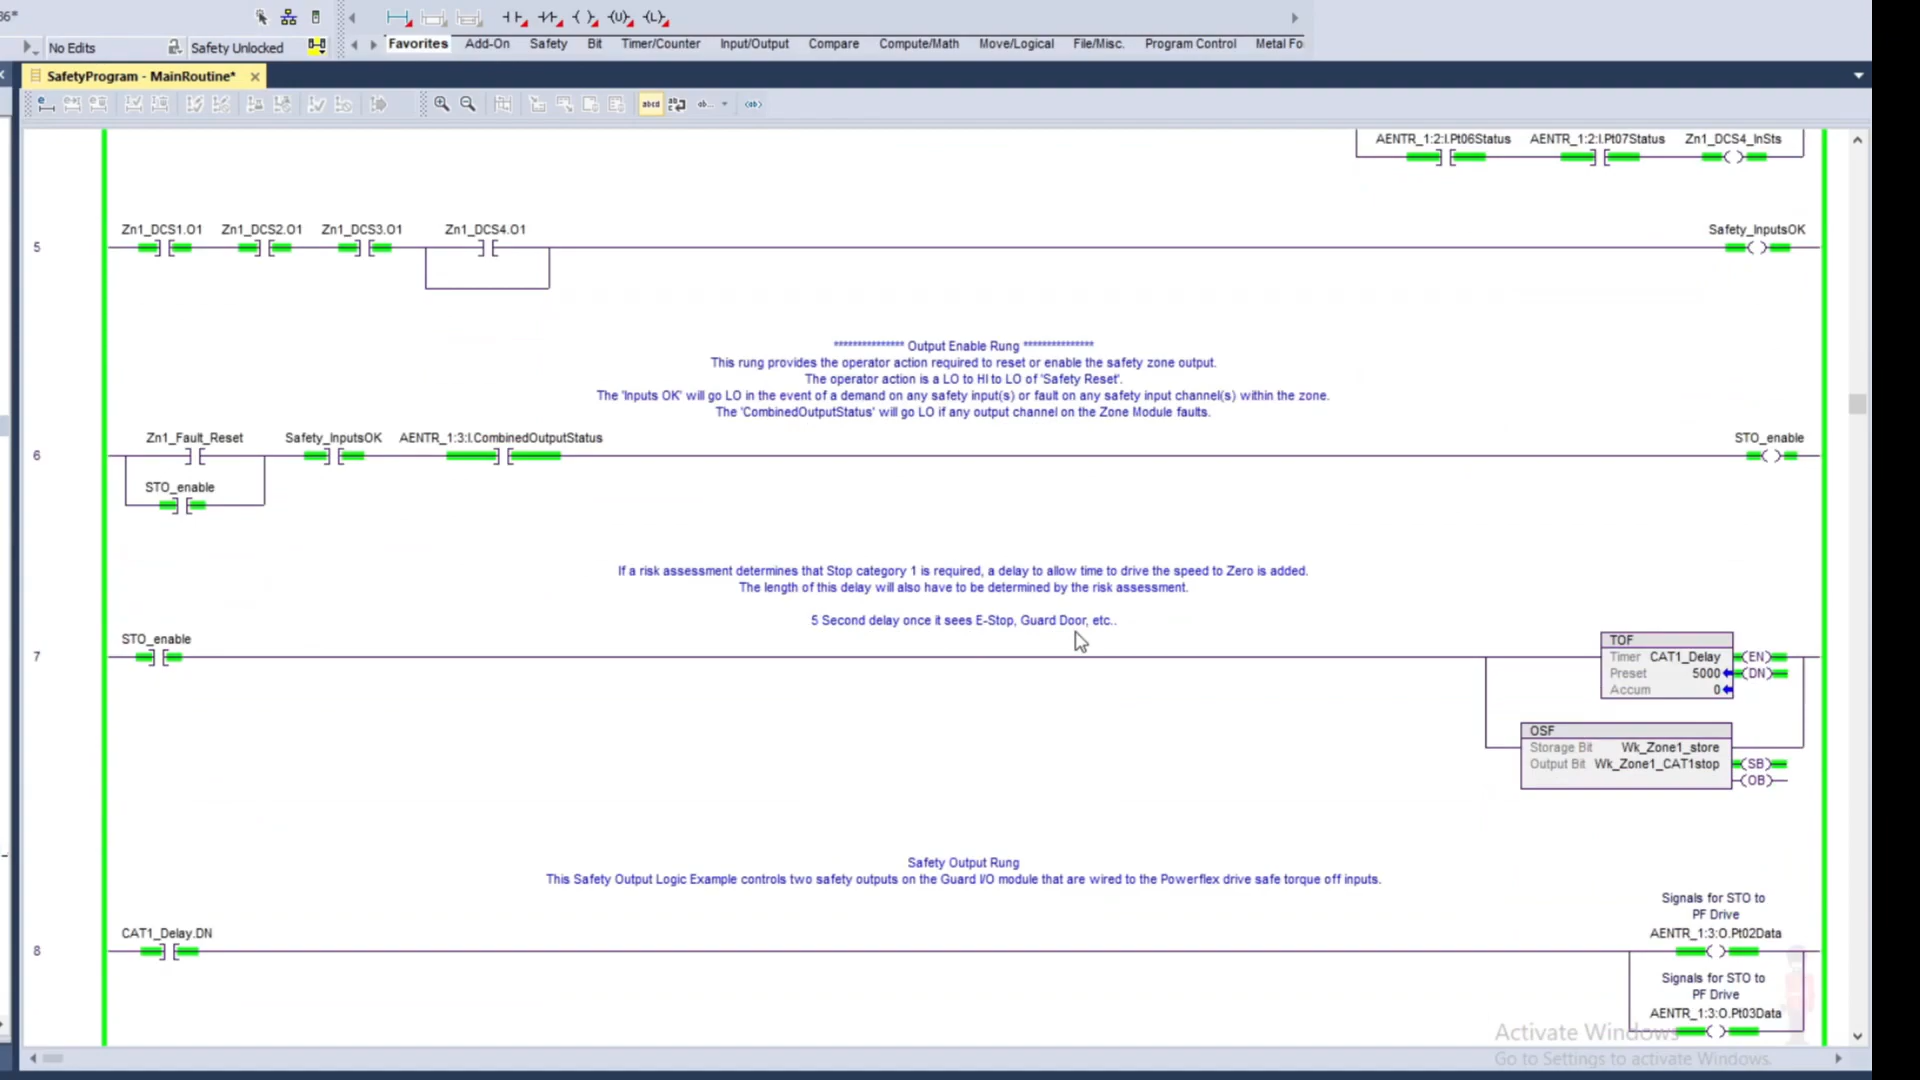 36*
No Edits
Safety Unlocked
Favorites Add-On Safety Bit Timer/Counter Input/Output Compare Compute/Math Move/Logical File/Misc. Program Control Metal Fo
SafetyProgram - MainRoutine*
abcd
ab...
AENTR_1:2:I.Pt06Status AENTR_1:2:I.Pt07Status Zn1_DCS4_InSts
Zn1_DCS1.O1 Zn1_DCS2.O1 Zn1_DCS3.O1 Zn1_DCS4.O1 Safety_InputsOK
5
*************** Output Enable Rung ***************
This rung provides the operator action required to reset or enable the safety zone output.
The operator action is a LO to HI to LO of 'Safety Reset'.
The 'Inputs OK' will go LO in the event of a demand on any safety input(s) or fault on any safety input channel(s) within the zone.
The 'CombinedOutputStatus' will go LO if any output channel on the Zone Module faults.
Zn1_Fault_Reset Safety_InputsOK AENTR_1:3:I.CombinedOutputStatus STO_enable
6
STO_enable
If a risk assessment determines that Stop category 1 is required, a delay to allow time to drive the speed to Zero is added.
The length of this delay will also have to be determined by the risk assessment.
5 Second delay once it sees E-Stop, Guard Door, etc..
STO_enable
7
TOF
Timer CAT1_Delay (EN)
Preset 5000 (DN)
Accum 0
OSF
Storage Bit Wk_Zone1_store
Output Bit Wk_Zone1_CAT1stop (SB)
(OB)
Safety Output Rung
This Safety Output Logic Example controls two safety outputs on the Guard I/O module that are wired to the Powerflex drive safe torque off inputs.
Signals for STO to
PF Drive
CAT1_Delay.DN AENTR_1:3:O.Pt02Data
8
Signals for STO to
PF Drive
AENTR_1:3:O.Pt03Data
Activate Windows
Go to Settings to activate Windows.